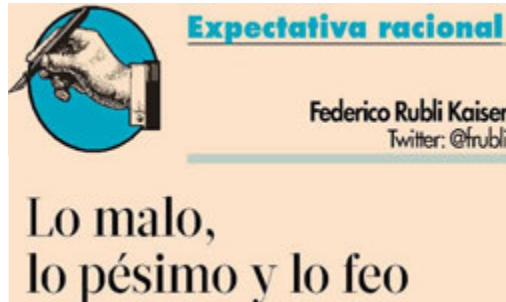 Expectativa racional
Federico Rubli Kaiser
Twitter: @frubli
Lo malo,
lo pésimo y lo feo